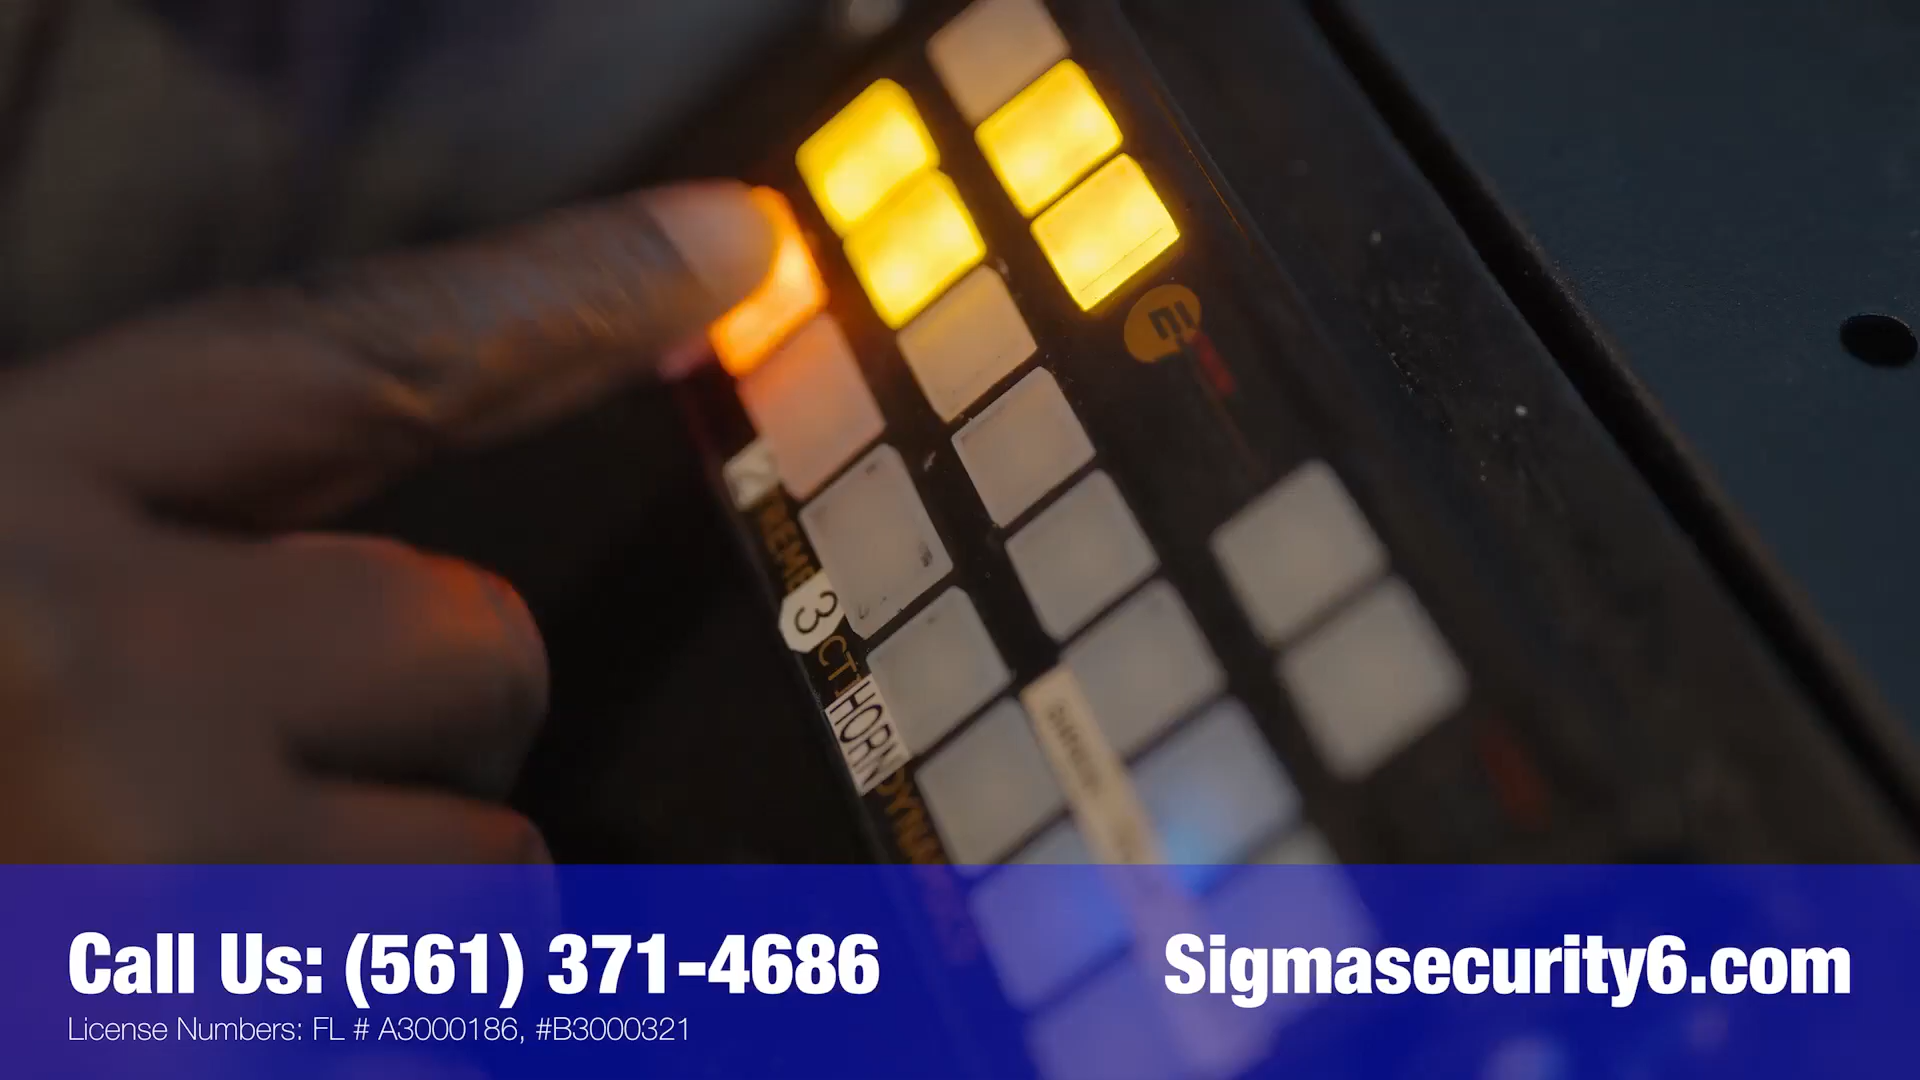 3
HORN
Call Us: (561) 371-4686
Sigmasecurity6.com
License Numbers: FL # A3000186, #B3000321